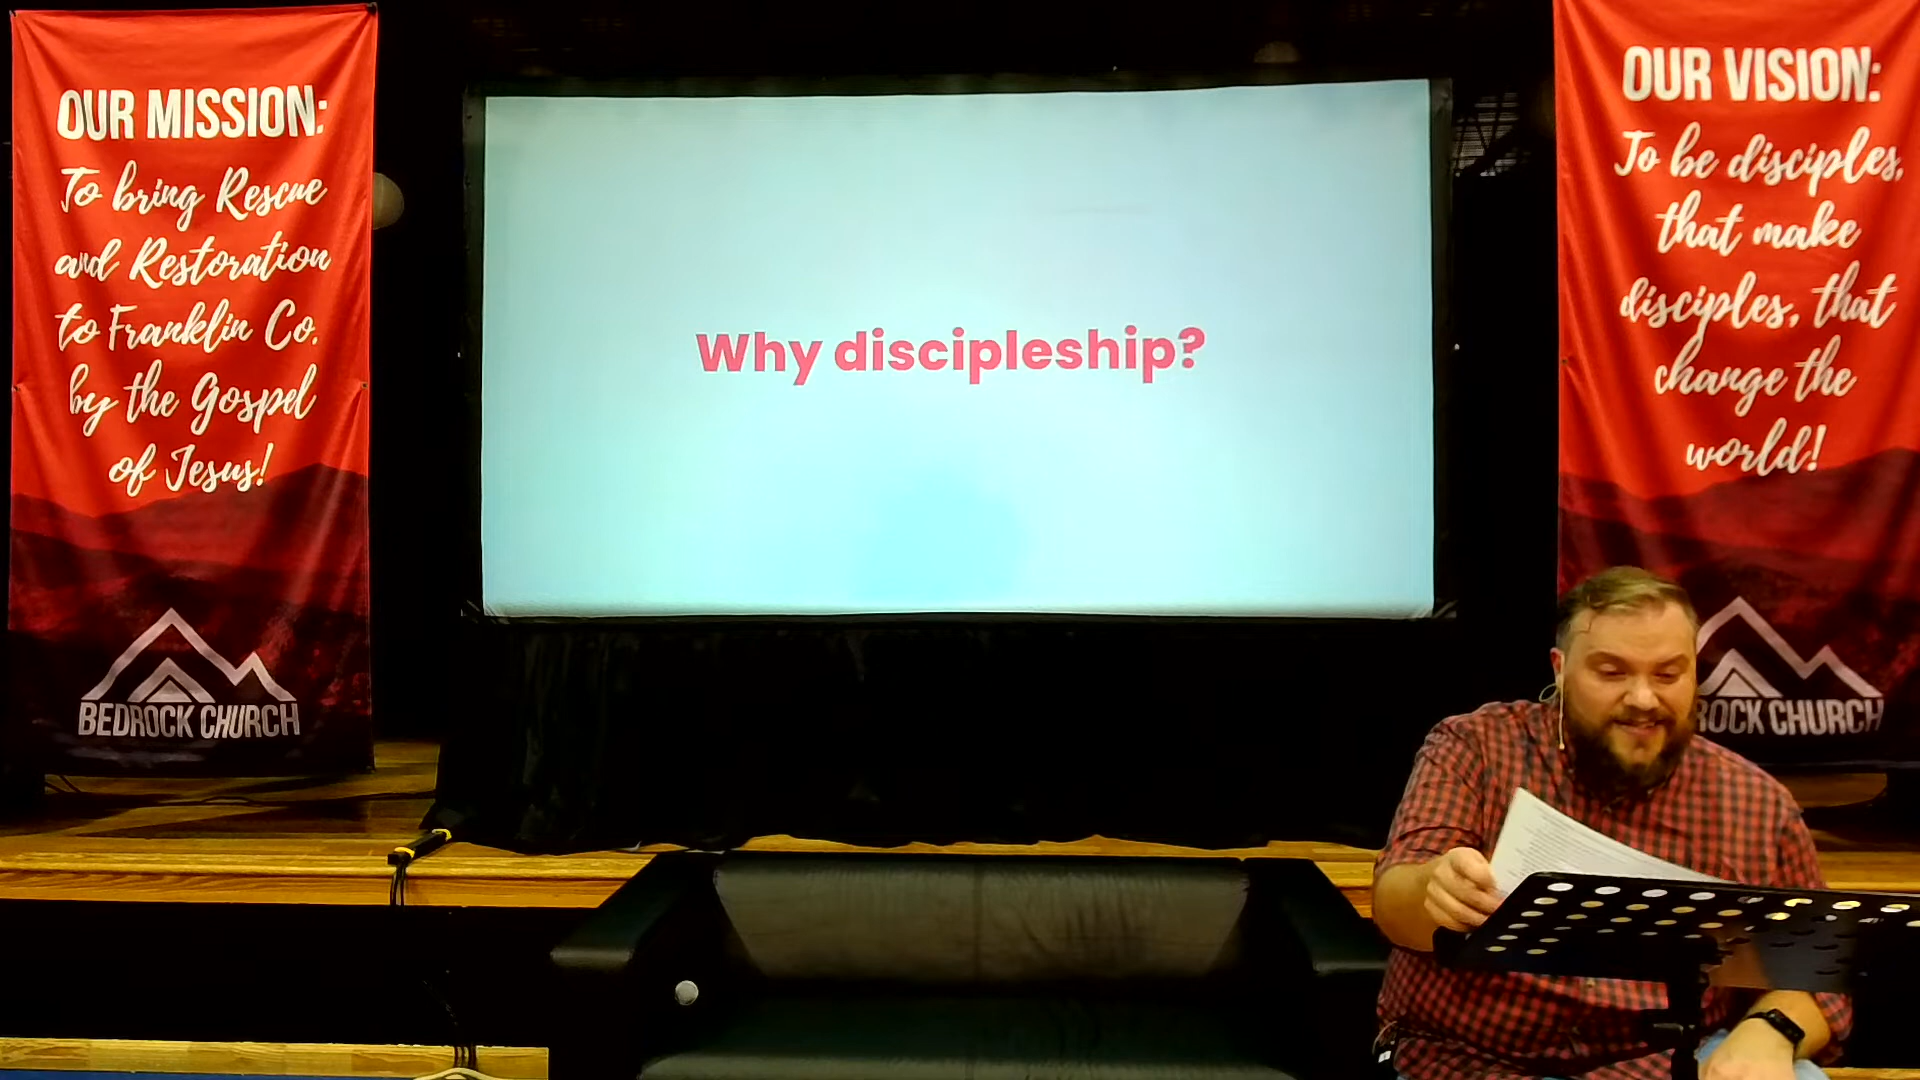 OUR MISSION:
To bring Rescue
and Restoration
to Franklin Co.
by the Gospel
of Jesus!
BEDROCK CHURCH
Why discipleship?
OUR VISION:
To be disciples,
that make
disciples, that
change the
world!
ROCK CHURCH